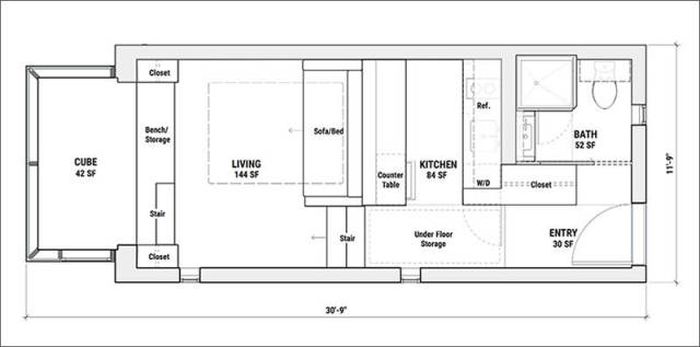 Closet
Bench/
Storage
CUBE
42 SF
LIVING
144 SF
Sofa/Bed
Stair
Closet
Stair
Counter
Table
KITCHEN
84 SF
Ref.
W/D
Under Floor
Storage
BATH
52 SF
Closet
ENTRY
30 SF
11'-9"
30'-9"